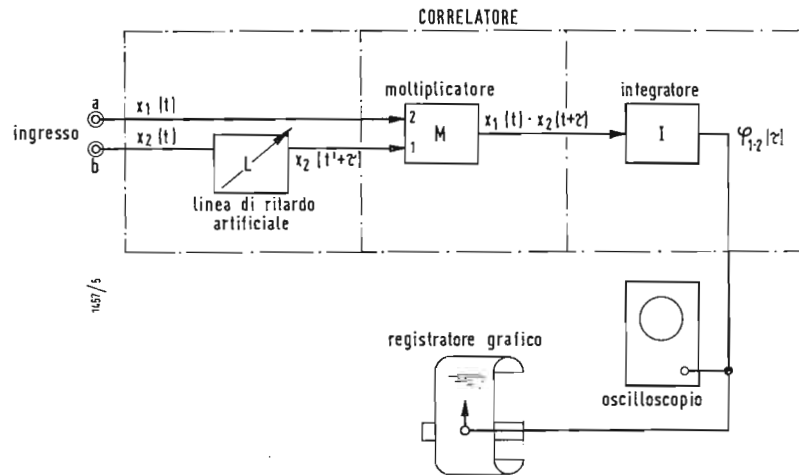 CORRELATORE
moltiplicatore
integratore
a
x₁ (t)
ingresso
2
M
1
x₁ (t) · x₂ (t+τ)
I
φ₁.₂ |τ|
x₂ (t)
b
L
x₂ (t'+τ)
linea di ritardo
artificiale
1457/5
registratore grafico
oscilloscopio